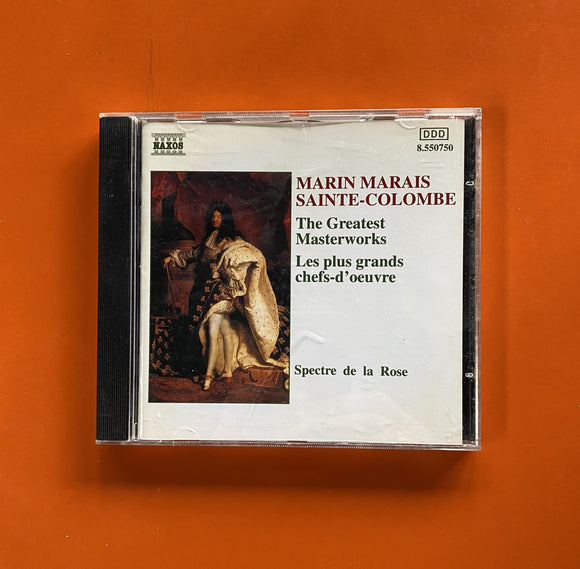 NAXOS
DDD
8.550750
MARIN MARAIS
SAINTE-COLOMBE
The Greatest
Masterworks
Les plus grands
chefs-d'oeuvre
Spectre de la Rose